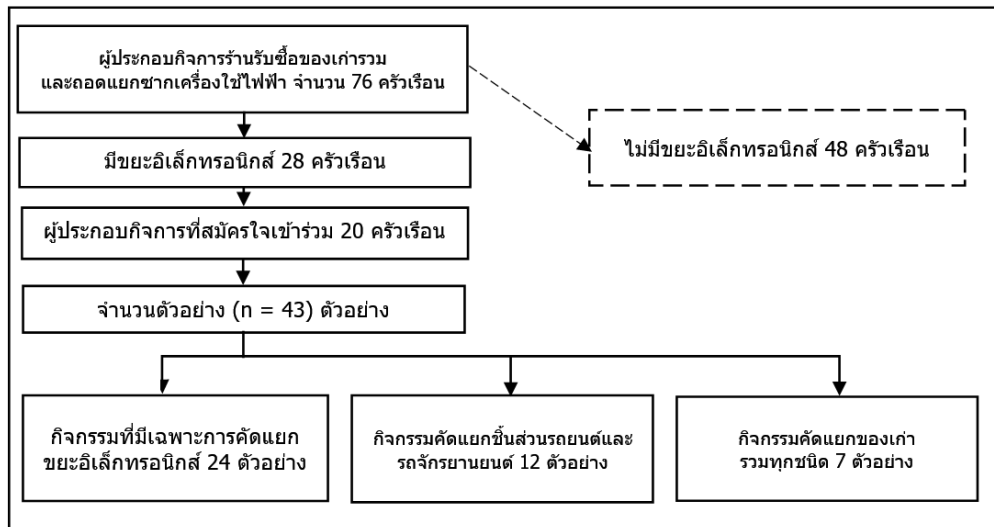 ผู้ประกอบกิจการร้านรับซื้อของเก่ารวม
และถอดแยกซากเครื่องใช้ไฟฟ้า จำนวน 76 ครัวเรือน
ไม่มีขยะอิเล็กทรอนิกส์ 48 ครัวเรือน
มีขยะอิเล็กทรอนิกส์ 28 ครัวเรือน
ผู้ประกอบกิจการที่สมัครใจเข้าร่วม 20 ครัวเรือน
จำนวนตัวอย่าง (n = 43) ตัวอย่าง
กิจกรรมที่มีเฉพาะการคัดแยก
ขยะอิเล็กทรอนิกส์ 24 ตัวอย่าง
กิจกรรมคัดแยกชิ้นส่วนรถยนต์และ
รถจักรยานยนต์ 12 ตัวอย่าง
กิจกรรมคัดแยกของเก่า
รวมทุกชนิด 7 ตัวอย่าง